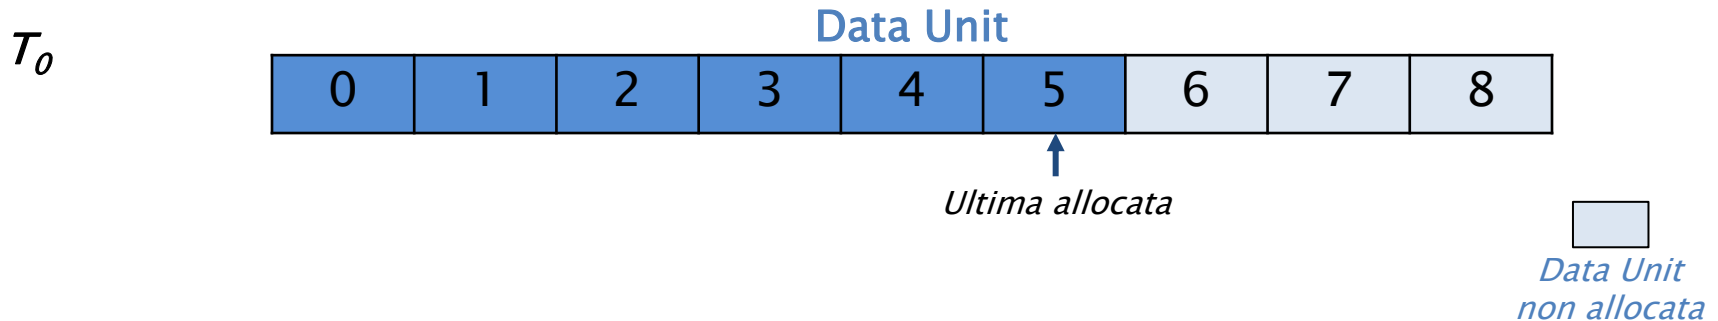 Data Unit
T0
0 1 2 3 4 5 6 7 8
Ultima allocata
Data Unit
non allocata